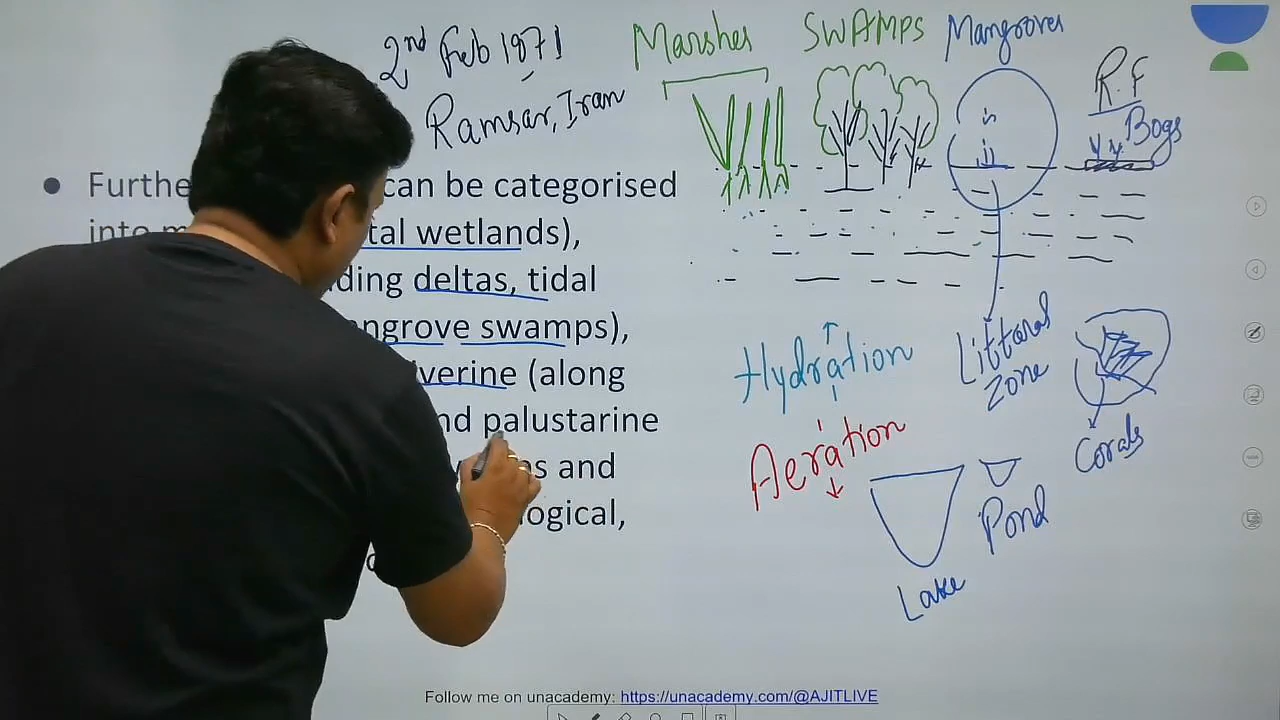 2nd Feb 1971
Ramsar, Iran
Marshes
SWAMPS
Mangroves
R.F
Bogs
can be categorised
tal wetlands),
ding deltas, tidal
ngrove swamps),
verine (along
nd palustarine
s and
ogical,
Hydration
Aeration
Littoral
Zone
Corals
Pond
Lake
Follow me on unacademy: https://unacademy.com/@AJITLIVE